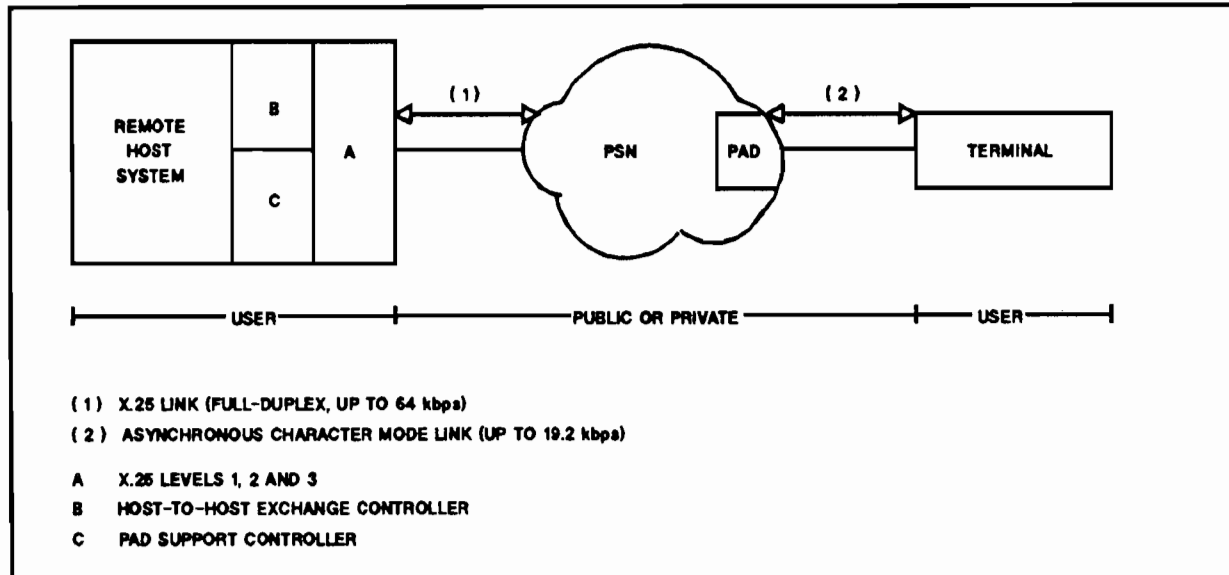 REMOTE
HOST
SYSTEM
B
C
A
( 1 )
PSN
PAD
( 2 )
TERMINAL
USER
PUBLIC OR PRIVATE
USER
( 1 ) X.25 LINK (FULL-DUPLEX, UP TO 64 kbps)
( 2 ) ASYNCHRONOUS CHARACTER MODE LINK (UP TO 19.2 kbps)
A X.25 LEVELS 1, 2 AND 3
B HOST-TO-HOST EXCHANGE CONTROLLER
C PAD SUPPORT CONTROLLER